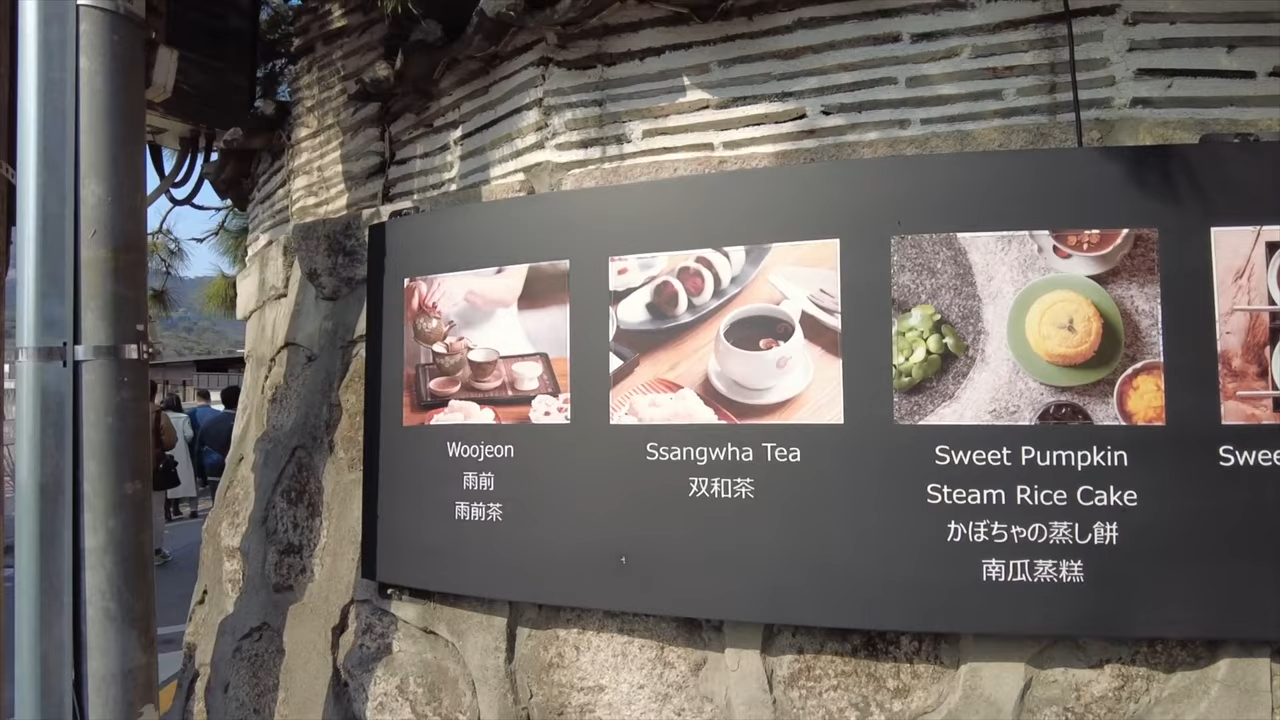 Woojeon
雨前
雨前茶
Ssangwha Tea
双和茶
Sweet Pumpkin
Steam Rice Cake
かぼちゃの蒸し餅
南瓜蒸糕